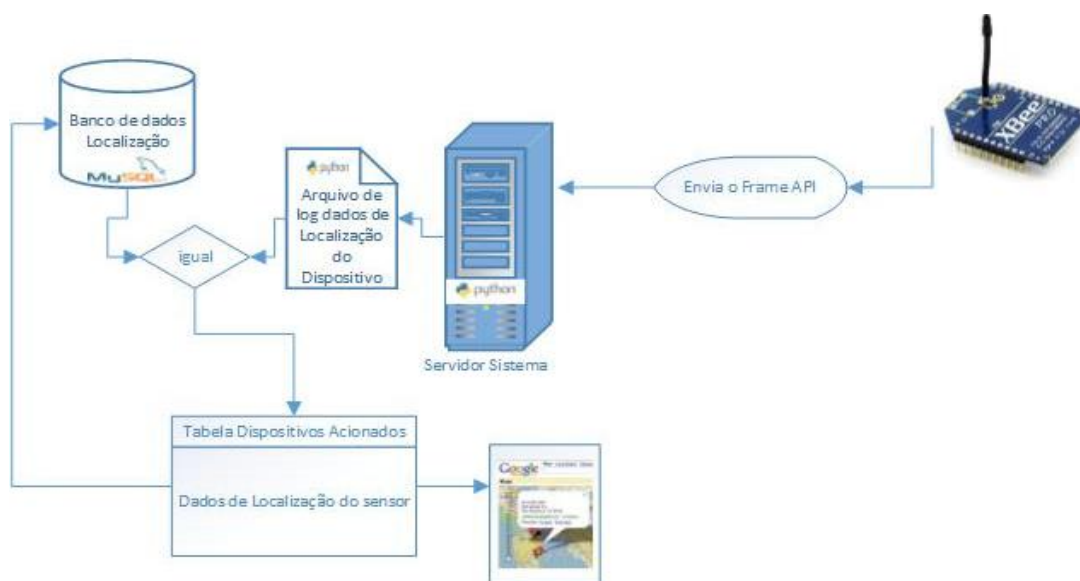 Banco de dados
Localização
MySQL
python
Arquivo de
log dados de
Localização
do
Dispositivo
igual
python
Servidor Sistema
Envia o Frame API
XBee
PRO
Tabela Dispositivos Acionados
Dados de Localização do sensor
Google